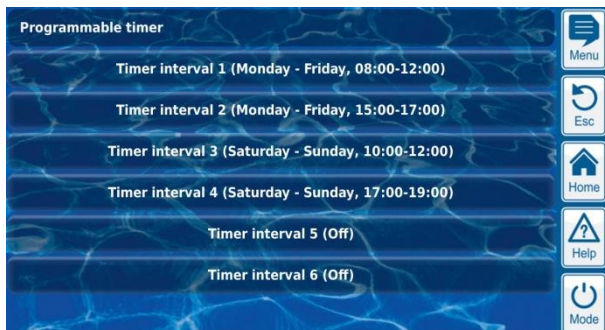 Programmable timer
Timer interval 1 (Monday - Friday, 08:00-12:00)
Timer interval 2 (Monday - Friday, 15:00-17:00)
Timer interval 3 (Saturday - Sunday, 10:00-12:00)
Timer interval 4 (Saturday - Sunday, 17:00-19:00)
Timer interval 5 (Off)
Timer interval 6 (Off)
Menu
Esc
Home
?
Help
Mode